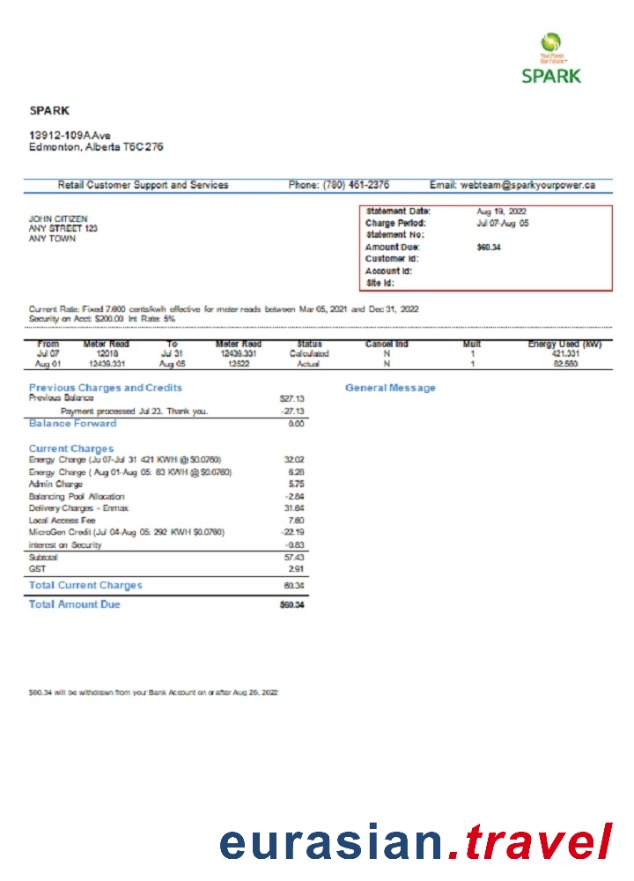 Your Power
Our Future™
SPARK
SPARK
13912-109AAve
Edmonton, Alberta T5C276
Retail Customer Support and Services Phone: (780) 461-2376 Email: webteam@sparkyourpower.ca
JOHN CITIZEN
ANY STREET 123
ANY TOWN
Statement Date: Aug 19, 2022
Charge Period: Jul 07-Aug 05
Statement No:
Amount Due: $60.34
Customer Id:
Account Id:
Site Id:
Current Rate: Fixed 7.600 cents/kwh effective for meter reads between Mar 05, 2021 and Dec 31, 2022
Security on Acct: $200.00 Int Rate: 5%
From Meter Read To Meter Read Status Cancel Ind Mult Energy Used (kW)
Jul 07 12018 Jul 31 12439.331 Calculated N 1 421.331
Aug 01 12439.331 Aug 05 12522 Actual N 1 82.560
Previous Charges and Credits
Previous Balance $27.13
Payment processed Jul 23. Thank you. -27.13
Balance Forward 0.00
General Message
Current Charges
Energy Charge (Ju 07-Jul 31 421 KWH @ $0.0760) 32.02
Energy Charge ( Aug 01-Aug 05: 83 KWH @ $0.0760) 6.28
Admin Charge 5.75
Balancing Pool Allocation -2.84
Delivery Charges - Enmax 31.64
Local Access Fee 7.80
MicroGen Credit (Jul 04-Aug 05: 292 KWH $0.0760) -22.19
interest on Security -0.83
Subtotal 57.43
GST 2.91
Total Current Charges 60.34
Total Amount Due $60.34
$60.34 will be withdrawn from your Bank Account on or after Aug 26, 2022
eurasian.travel